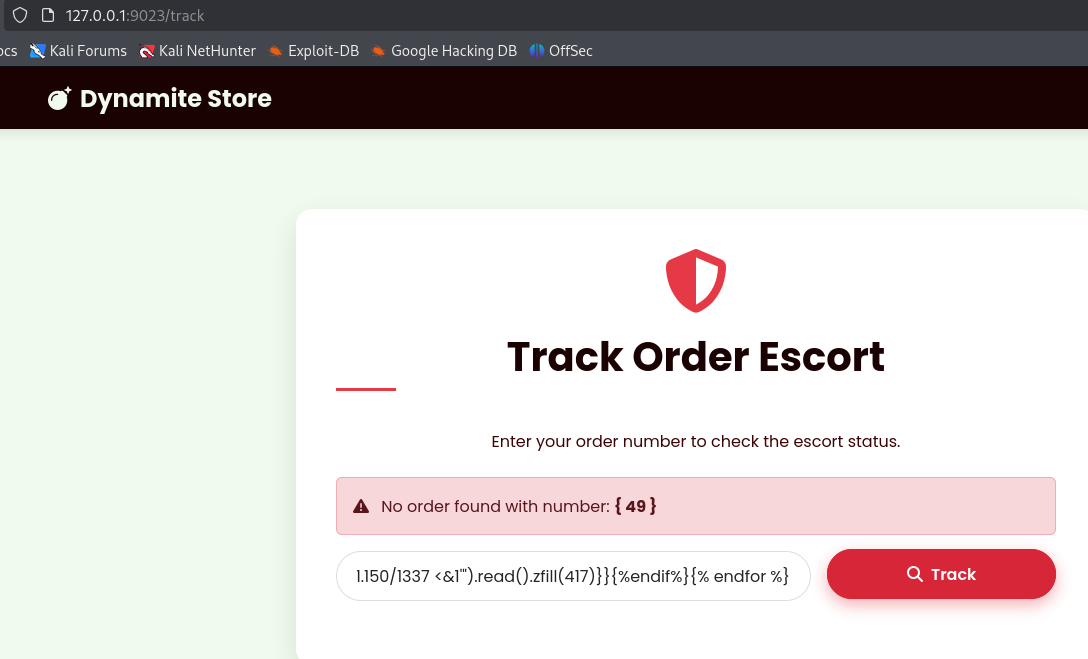 127.0.0.1:9023/track
ocs Kali Forums Kali NetHunter Exploit-DB Google Hacking DB OffSec
Dynamite Store
Track Order Escort
Enter your order number to check the escort status.
No order found with number: { 49 }
l.150/1337 <&1'").read().zfill(417)}}{%endif%}{% endfor %}
Track